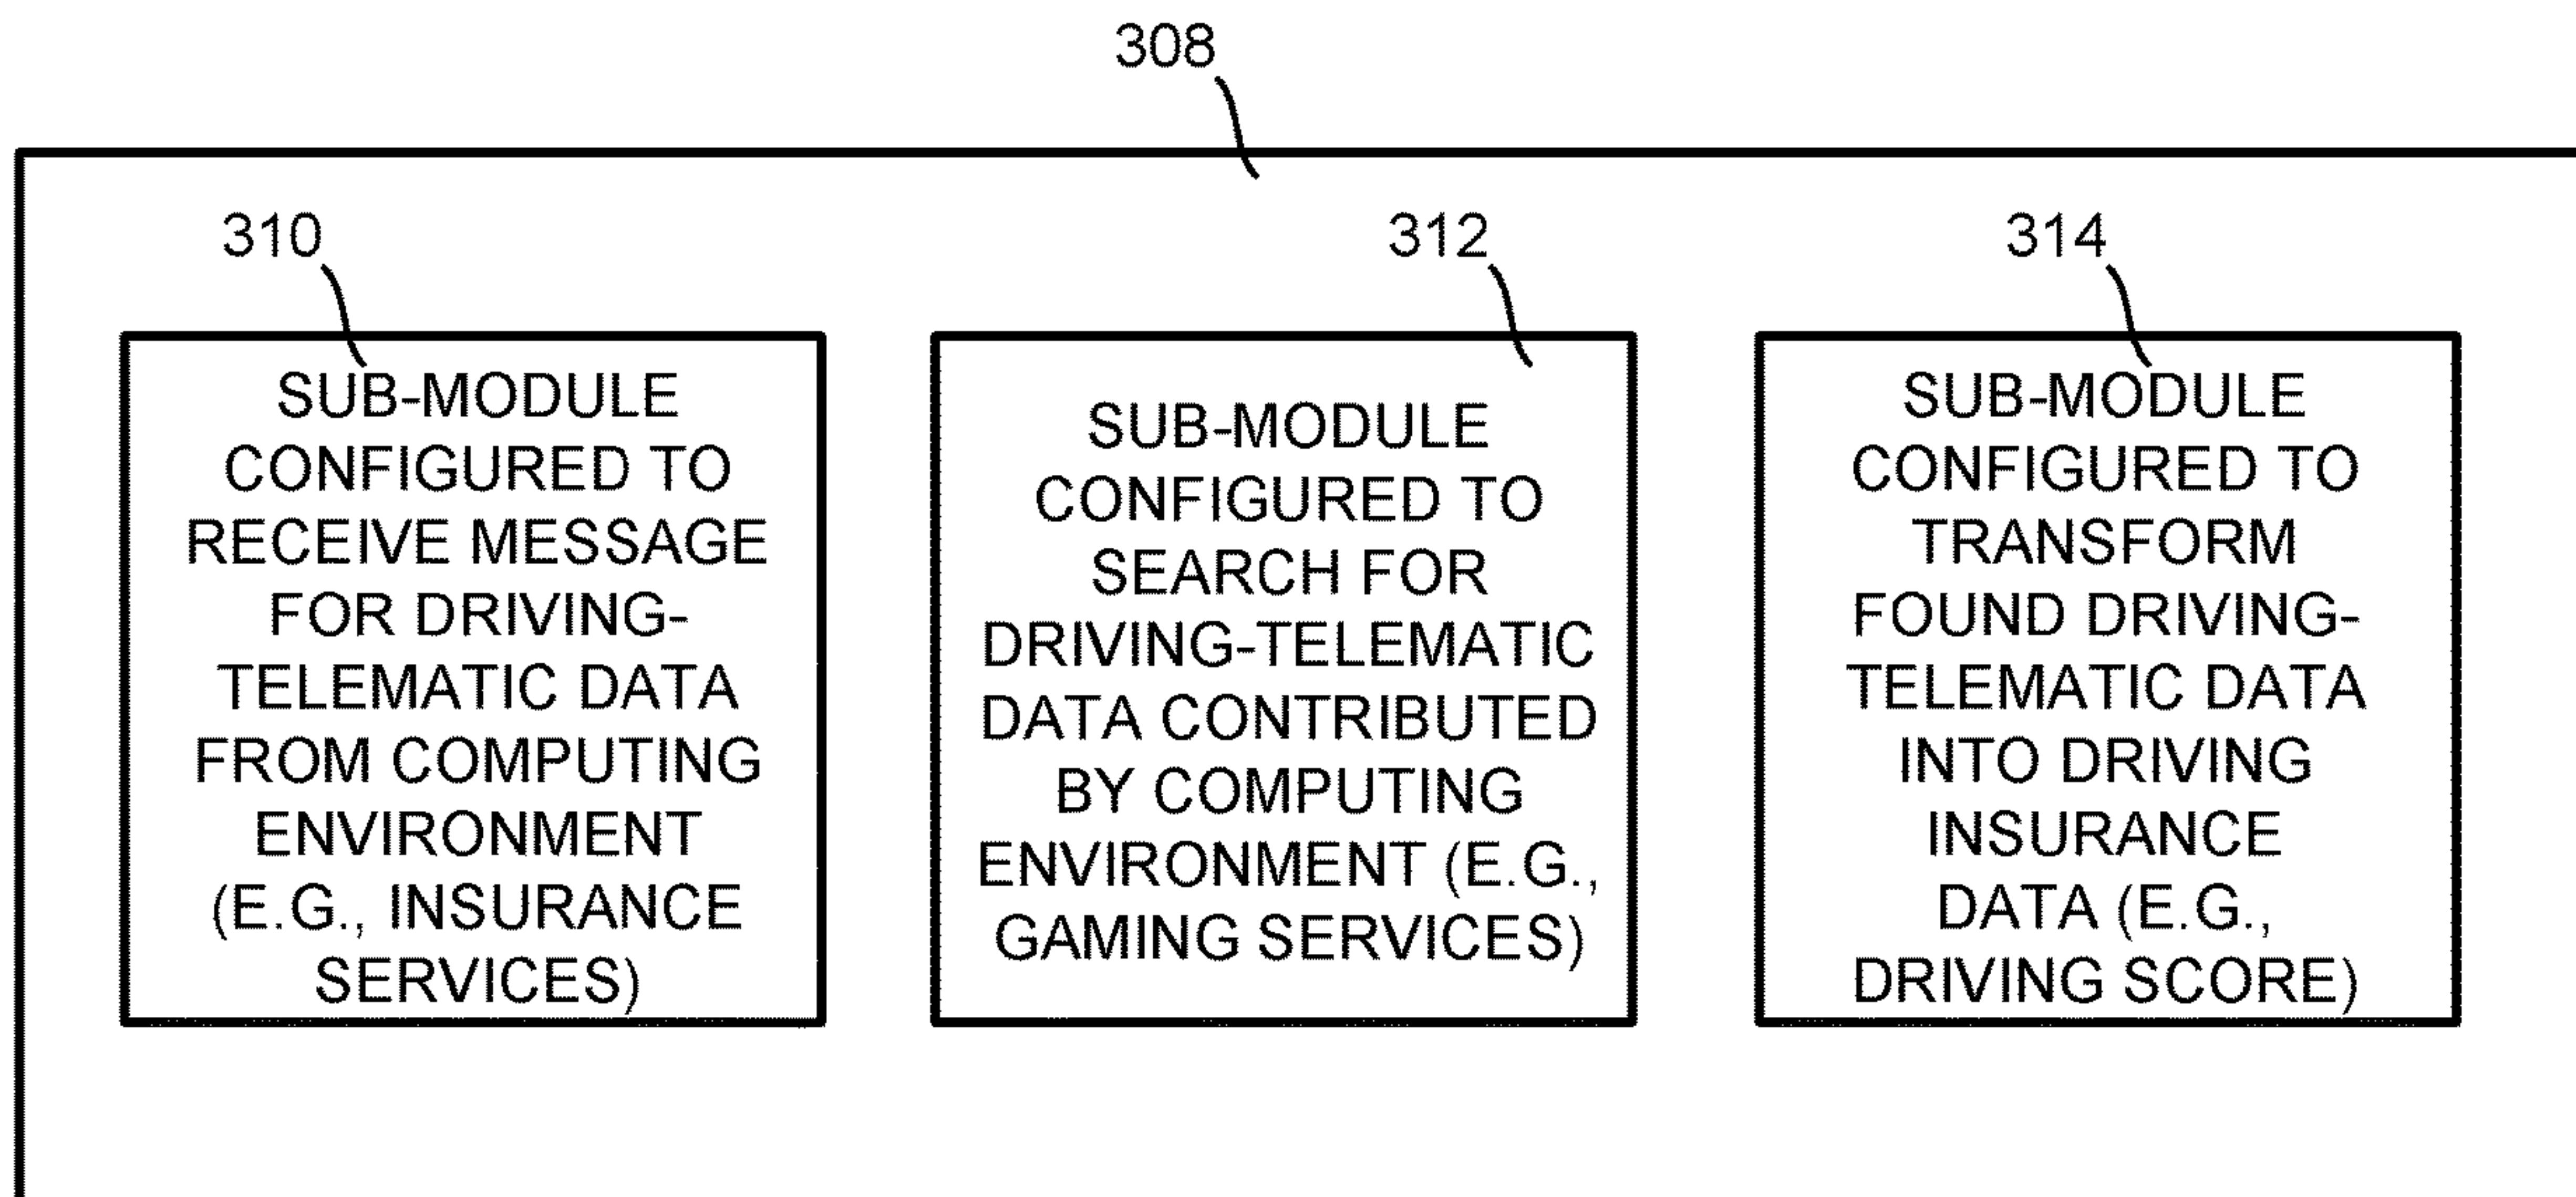 308
310
SUB-MODULE
CONFIGURED TO
RECEIVE MESSAGE
FOR DRIVING-
TELEMATIC DATA
FROM COMPUTING
ENVIRONMENT
(E.G., INSURANCE
SERVICES)
312
SUB-MODULE
CONFIGURED TO
SEARCH FOR
DRIVING-TELEMATIC
DATA CONTRIBUTED
BY COMPUTING
ENVIRONMENT (E.G.,
GAMING SERVICES)
314
SUB-MODULE
CONFIGURED TO
TRANSFORM
FOUND DRIVING-
TELEMATIC DATA
INTO DRIVING
INSURANCE
DATA (E.G.,
DRIVING SCORE)